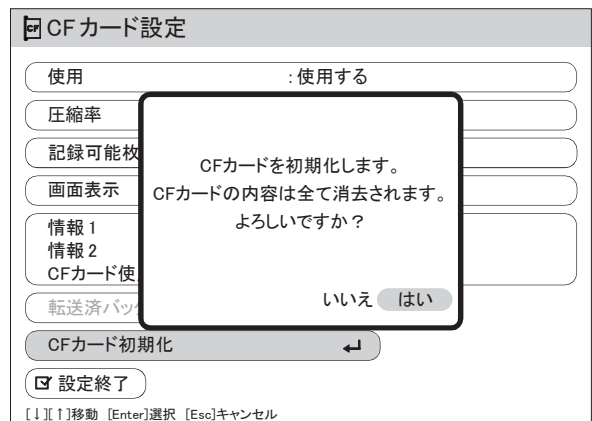 CF CFカード設定
使用 :使用する
圧縮率
記録可能枚
画面表示
CFカードを初期化します。
CFカードの内容は全て消去されます。
よろしいですか？
いいえ はい
情報1
情報2
CFカード使
転送済バッ
CFカード初期化
設定終了
[↓][↑]移動 [Enter]選択 [Esc]キャンセル